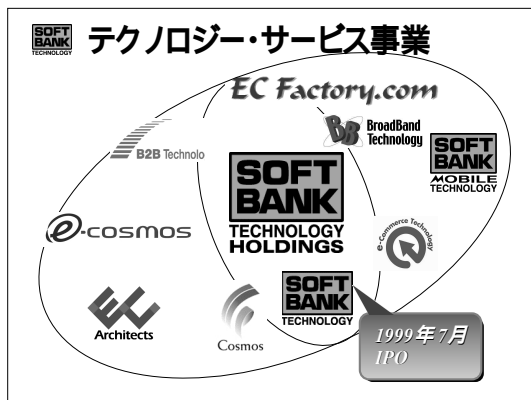 SOFT
BANK
TECHNOLOGY
テクノロジー・サービス事業
EC Factory.com
B2B Technolo
BB BroadBand
Technology
SOFT
BANK
MOBILE
TECHNOLOGY
SOFT
BANK
TECHNOLOGY
HOLDINGS
e-cosmos
e-Commerce Technology
EC
Architects
Cosmos
SOFT
BANK
TECHNOLOGY
1999年7月
IPO